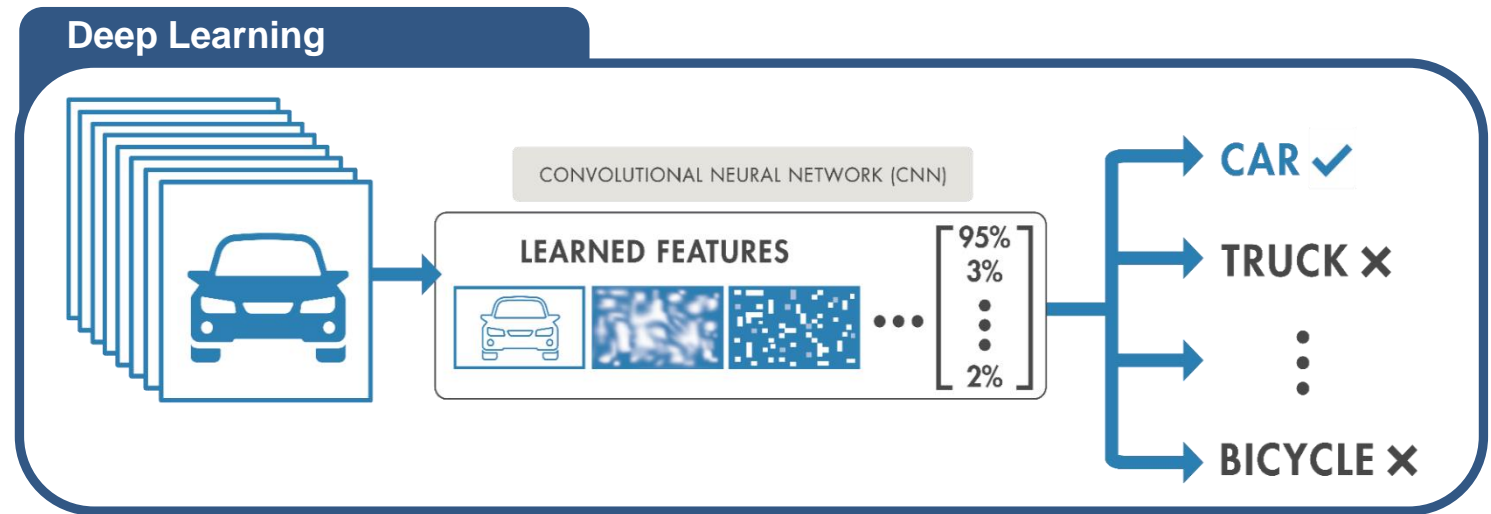 Deep Learning
CONVOLUTIONAL NEURAL NETWORK (CNN)
LEARNED FEATURES
95%
3%
2%
CAR
TRUCK
BICYCLE